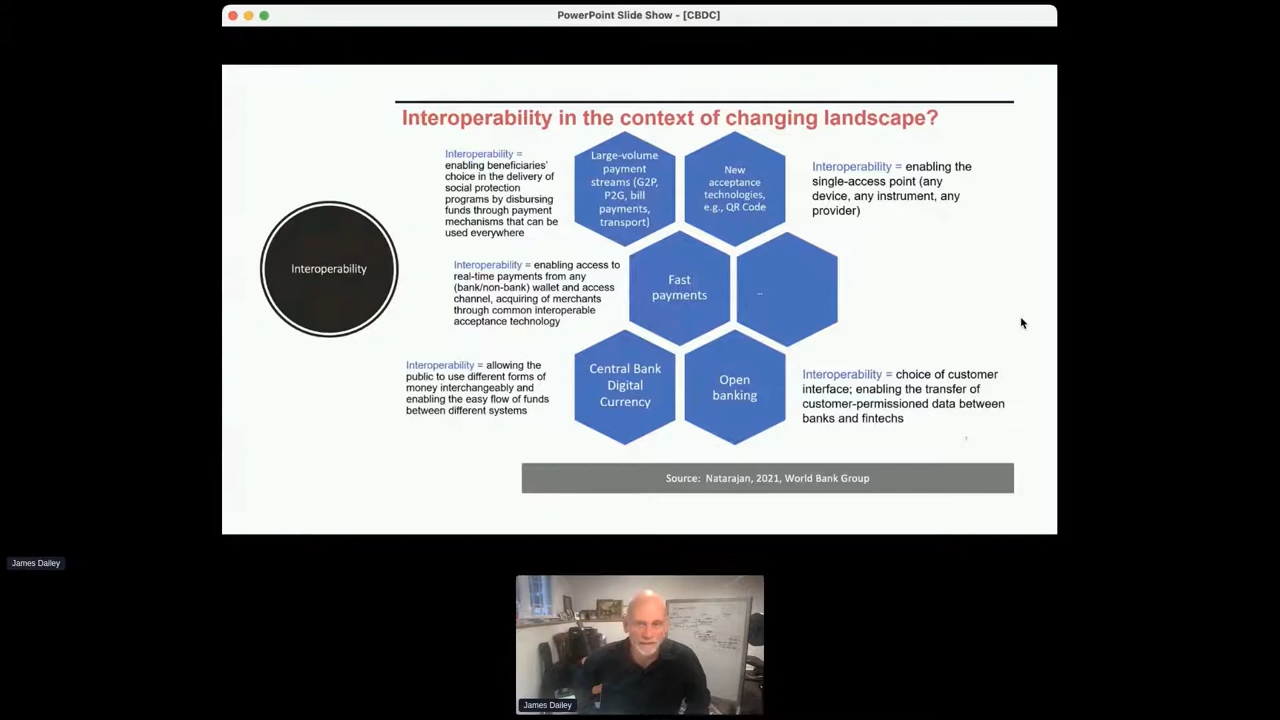 PowerPoint Slide Show - [CBDC]
Interoperability in the context of changing landscape?
Interoperability =
enabling beneficiaries'
choice in the delivery of
social protection
programs by disbursing
funds through payment
mechanisms that can be
used everywhere
Large-volume
payment
streams (G2P,
P2G, bill
payments,
transport)
New
acceptance
technologies,
e.g., QR Code
Interoperability = enabling the
single-access point (any
device, any instrument, any
provider)
Interoperability
Interoperability = enabling access to
real-time payments from any
(bank/non-bank) wallet and access
channel, acquiring of merchants
through common interoperable
acceptance technology
Fast
payments
..
Interoperability = allowing the
public to use different forms of
money interchangeably and
enabling the easy flow of funds
between different systems
Central Bank
Digital
Currency
Open
banking
Interoperability = choice of customer
interface; enabling the transfer of
customer-permissioned data between
banks and fintechs
Source: Natarajan, 2021, World Bank Group
James Dailey
James Dailey